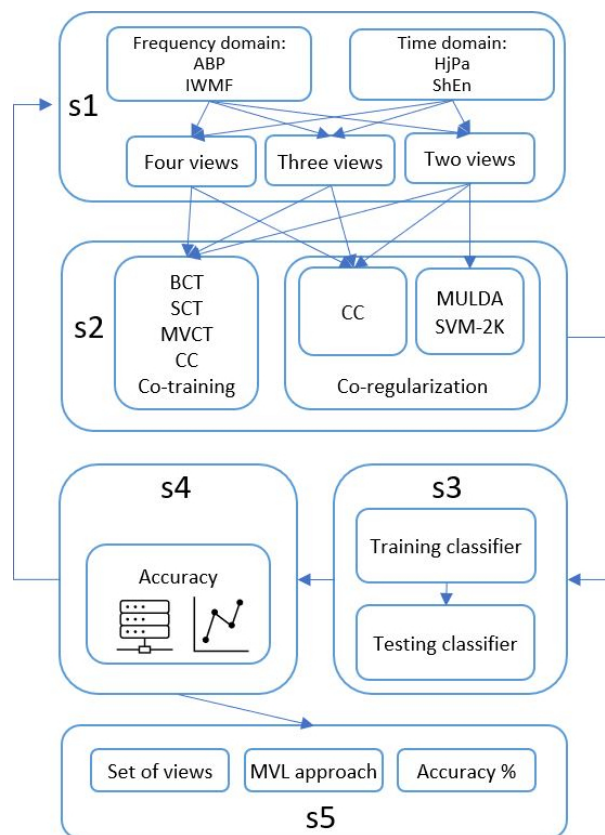 Frequency domain:
ABP
IWMF
Time domain:
HjPa
ShEn
s1
Four views
Three views
Two views
s2
BCT
SCT
MVCT
CC
Co-training
CC
MULDA
SVM-2K
Co-regularization
s4
Accuracy
s3
Training classifier
Testing classifier
Set of views
MVL approach
Accuracy %
s5